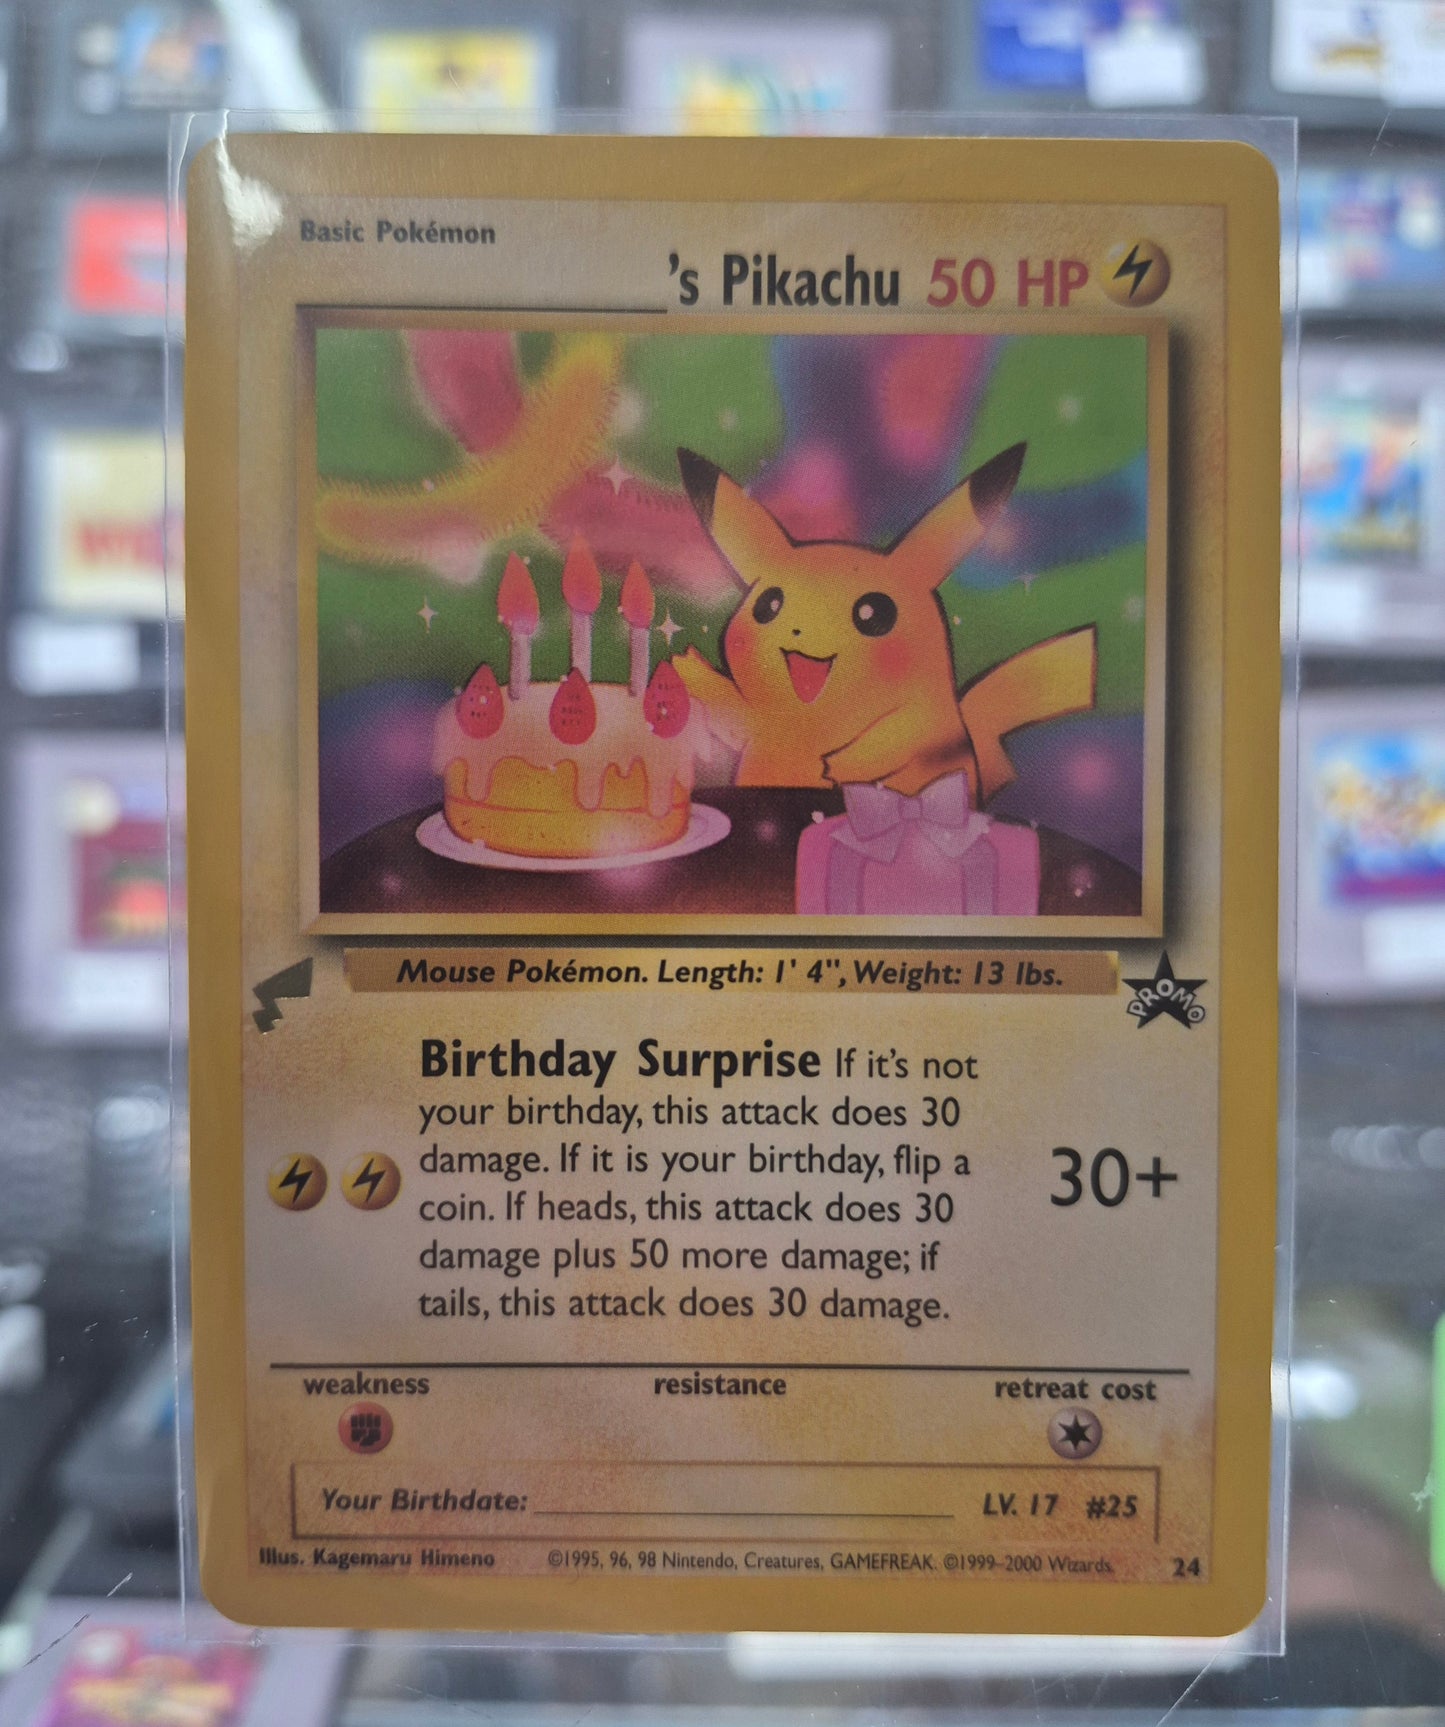 Basic Pokémon
________'s Pikachu 50 HP
Mouse Pokémon. Length: 1' 4", Weight: 13 lbs.
PROMO
Birthday Surprise If it's not
your birthday, this attack does 30
damage. If it is your birthday, flip a
coin. If heads, this attack does 30
damage plus 50 more damage; if
tails, this attack does 30 damage.
30+
weakness resistance retreat cost
Your Birthdate: ________ LV. 17 #25
Illus. Kagemaru Himeno ©1995, 96, 98 Nintendo, Creatures, GAMEFREAK. ©1999-2000 Wizards. 24